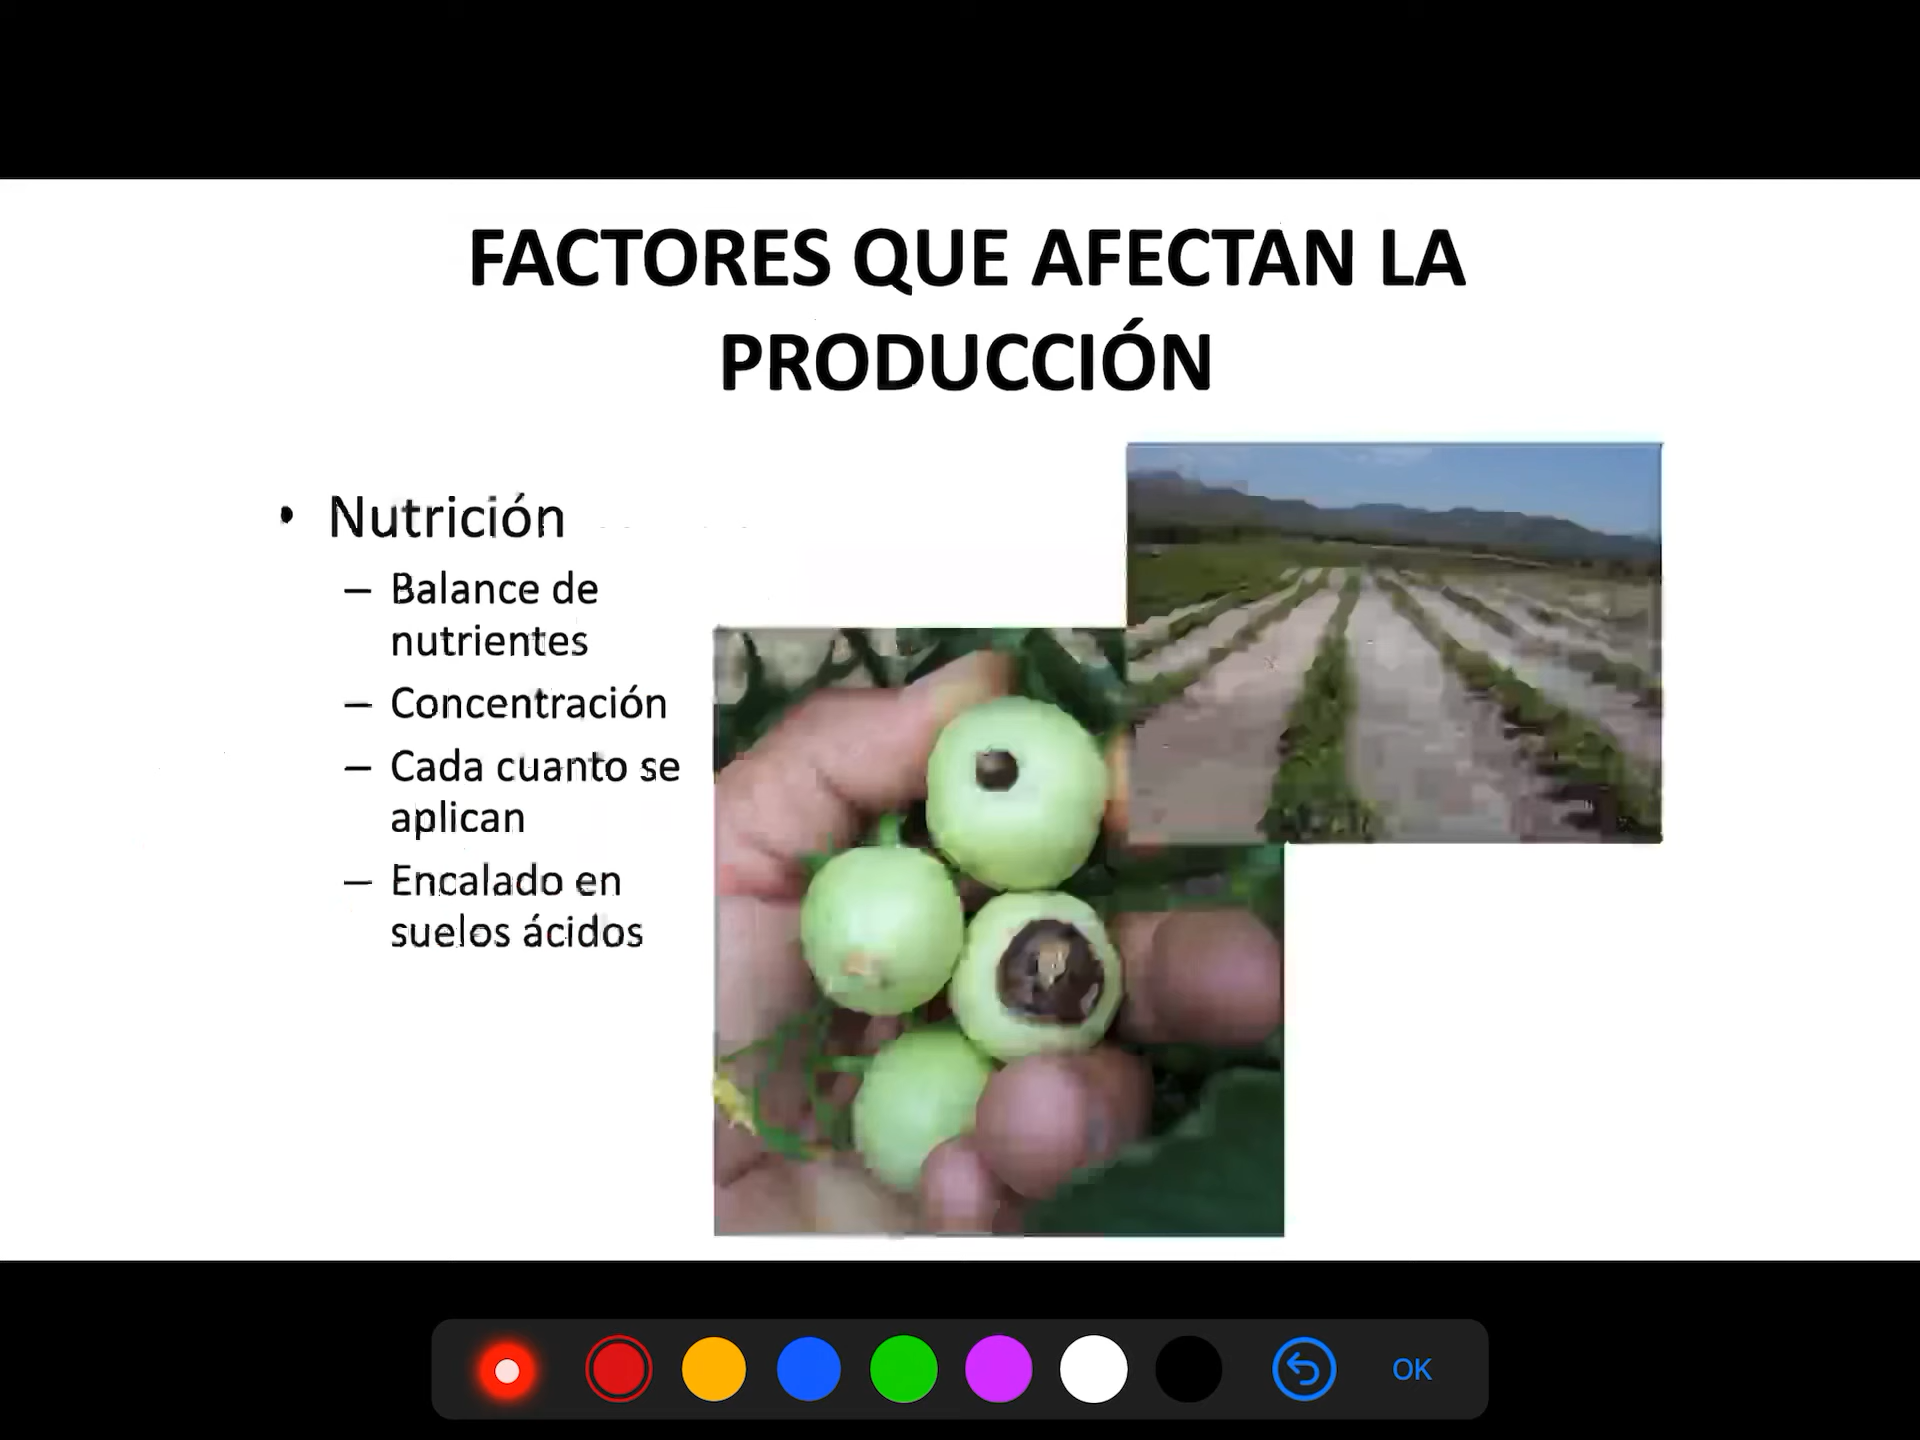 FACTORES QUE AFECTAN LA
PRODUCCIÓN
• Nutrición
– Balance de
nutrientes
– Concentración
– Cada cuanto se
aplican
– Encalado en
suelos ácidos
OK